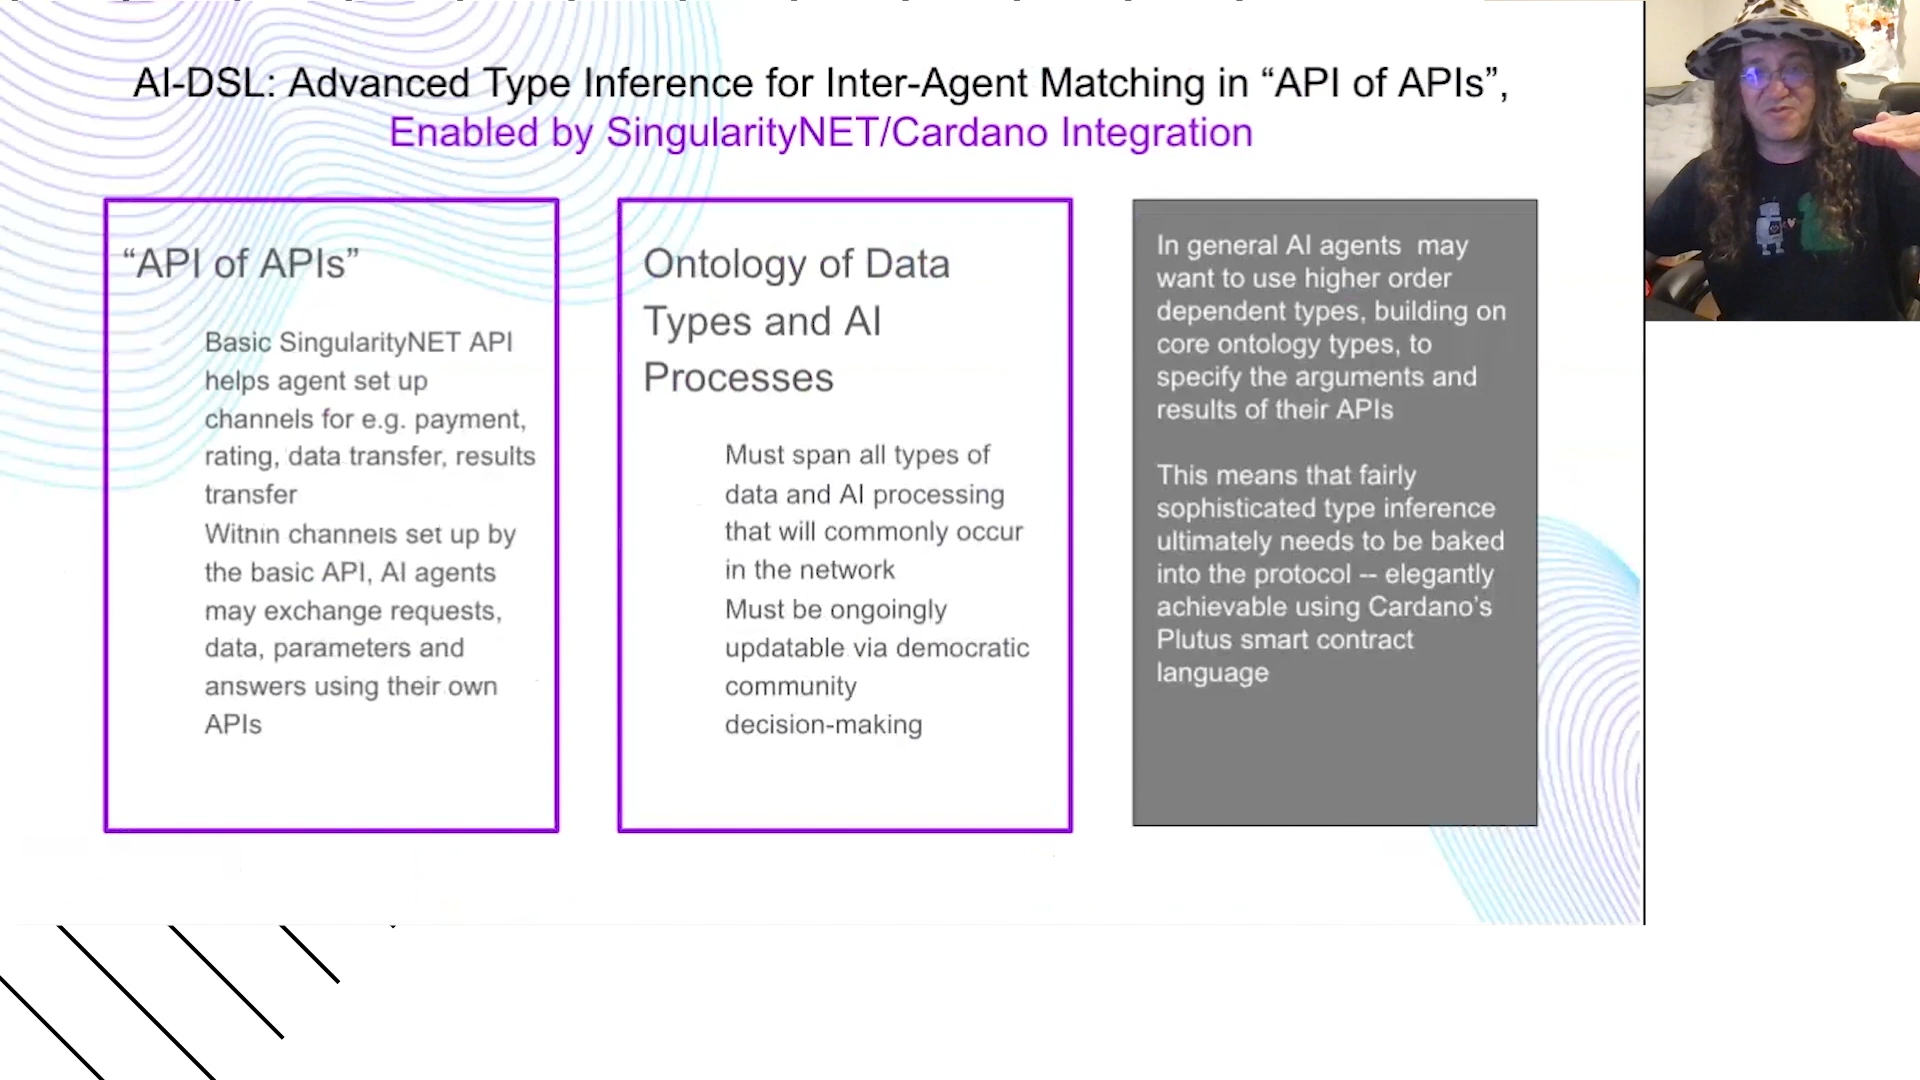 AI-DSL: Advanced Type Inference for Inter-Agent Matching in “API of APIs”,
Enabled by SingularityNET/Cardano Integration
“API of APIs”
Basic SingularityNET API
helps agent set up
channels for e.g. payment,
rating, data transfer, results
transfer
Within channels set up by
the basic API, AI agents
may exchange requests,
data, parameters and
answers using their own
APIs
Ontology of Data
Types and AI
Processes
Must span all types of
data and AI processing
that will commonly occur
in the network
Must be ongoingly
updatable via democratic
community
decision-making
In general AI agents may
want to use higher order
dependent types, building on
core ontology types, to
specify the arguments and
results of their APIs
This means that fairly
sophisticated type inference
ultimately needs to be baked
into the protocol -- elegantly
achievable using Cardano’s
Plutus smart contract
language